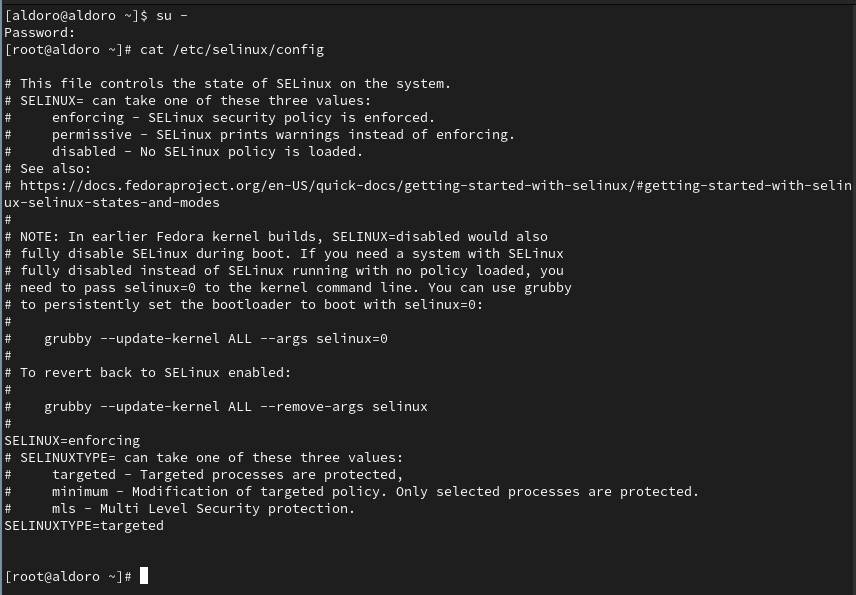 [aldoro@aldoro ~]$ su -
Password:
[root@aldoro ~]# cat /etc/selinux/config

# This file controls the state of SELinux on the system.
# SELINUX= can take one of these three values:
#     enforcing - SELinux security policy is enforced.
#     permissive - SELinux prints warnings instead of enforcing.
#     disabled - No SELinux policy is loaded.
# See also:
# https://docs.fedoraproject.org/en-US/quick-docs/getting-started-with-selinux/#getting-started-with-selin
ux-selinux-states-and-modes
#
# NOTE: In earlier Fedora kernel builds, SELINUX=disabled would also
# fully disable SELinux during boot. If you need a system with SELinux
# fully disabled instead of SELinux running with no policy loaded, you
# need to pass selinux=0 to the kernel command line. You can use grubby
# to persistently set the bootloader to boot with selinux=0:
#
#    grubby --update-kernel ALL --args selinux=0
#
# To revert back to SELinux enabled:
#
#    grubby --update-kernel ALL --remove-args selinux
#
SELINUX=enforcing
# SELINUXTYPE= can take one of these three values:
#     targeted - Targeted processes are protected,
#     minimum - Modification of targeted policy. Only selected processes are protected.
#     mls - Multi Level Security protection.
SELINUXTYPE=targeted


[root@aldoro ~]#